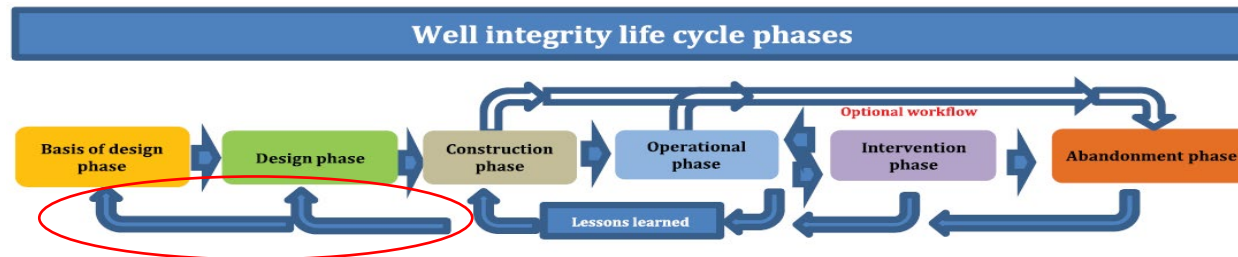 Well integrity life cycle phases
Optional workflow
Basis of design
phase
Design phase
Construction
phase
Operational
phase
Intervention
phase
Abandonment phase
Lessons learned